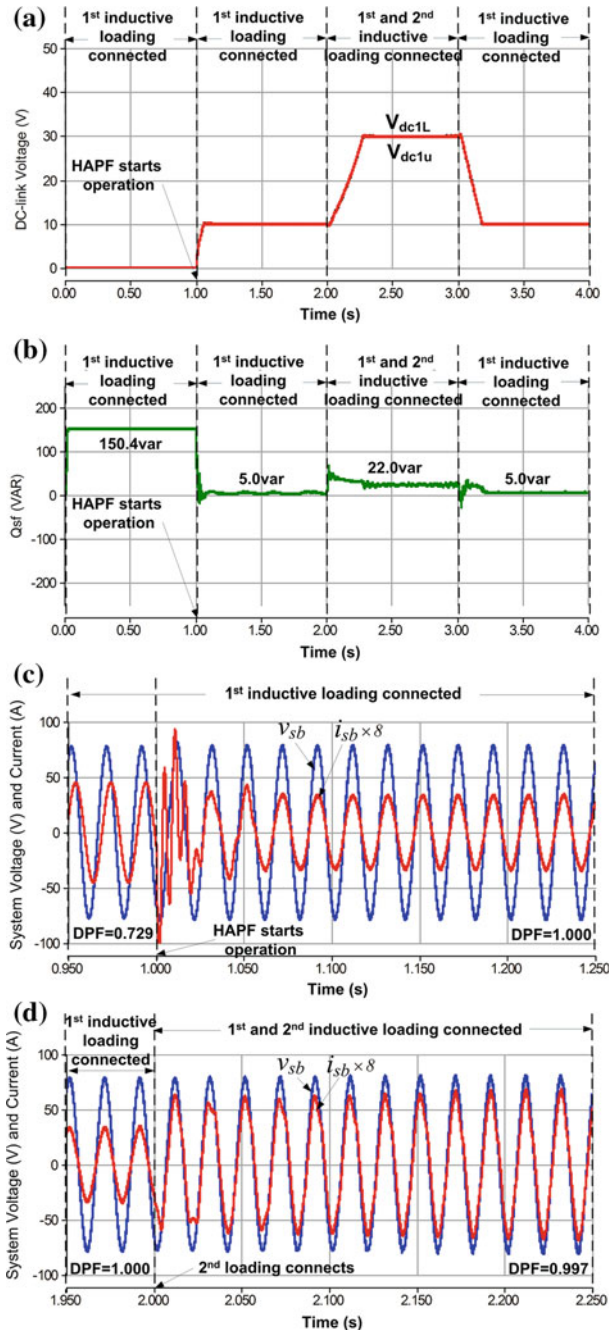 (a)
1st inductive loading connected
1st inductive loading connected
1st and 2nd inductive loading connected
1st inductive loading connected
DC-link Voltage (V)
50
40
30
20
10
0
Vdc1L
Vdc1u
HAPF starts operation
0.00 0.50 1.00 1.50 2.00 2.50 3.00 3.50 4.00
Time (s)
(b)
1st inductive loading connected
1st inductive loading connected
1st and 2nd inductive loading connected
1st inductive loading connected
Qsf (VAR)
200
100
0
-100
-200
150.4var
5.0var
22.0var
5.0var
HAPF starts operation
0.00 0.50 1.00 1.50 2.00 2.50 3.00 3.50 4.00
Time (s)
(c)
1st inductive loading connected
System Voltage (V) and Current (A)
100
50
0
-50
-100
vsb
isb×8
DPF=0.729
HAPF starts operation
DPF=1.000
0.950 1.000 1.050 1.100 1.150 1.200 1.250
Time (s)
(d)
1st inductive loading connected
1st and 2nd inductive loading connected
System Voltage (V) and Current (A)
100
50
0
-50
-100
vsb
isb×8
DPF=1.000
2nd loading connects
DPF=0.997
1.950 2.000 2.050 2.100 2.150 2.200 2.250
Time (s)